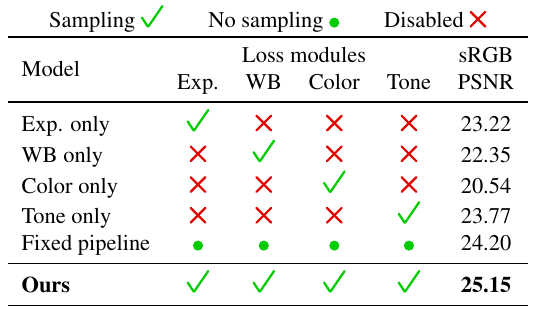 Sampling ✓ No sampling ● Disabled ✗
Model Loss modules sRGB
Exp. WB Color Tone PSNR
Exp. only ✓ ✗ ✗ ✗ 23.22
WB only ✗ ✓ ✗ ✗ 22.35
Color only ✗ ✗ ✓ ✗ 20.54
Tone only ✗ ✗ ✗ ✓ 23.77
Fixed pipeline ● ● ● ● 24.20
Ours ✓ ✓ ✓ ✓ 25.15